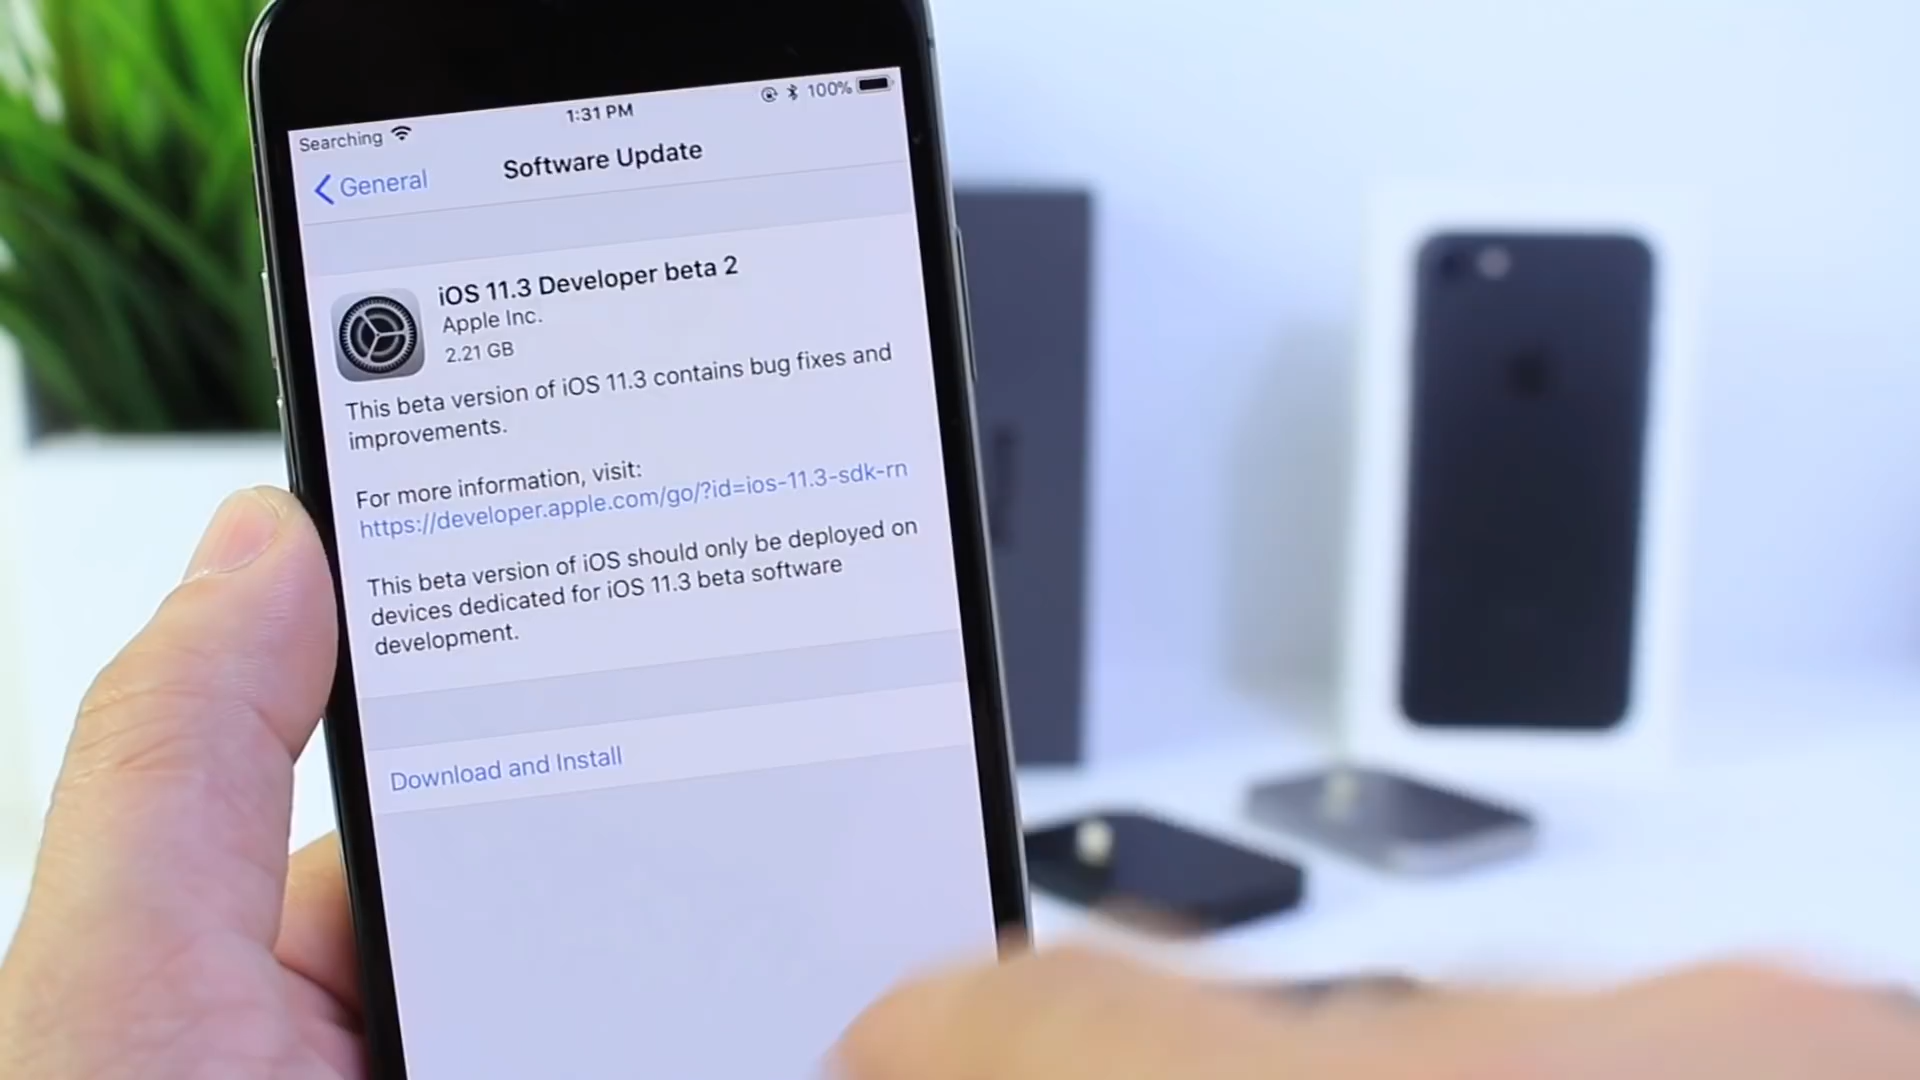 Searching
1:31 PM
100%
General
Software Update
iOS 11.3 Developer beta 2
Apple Inc.
2.21 GB
This beta version of iOS 11.3 contains bug fixes and
improvements.
For more information, visit:
https://developer.apple.com/go/?id=ios-11.3-sdk-rn
This beta version of iOS should only be deployed on
devices dedicated for iOS 11.3 beta software
development.
Download and Install